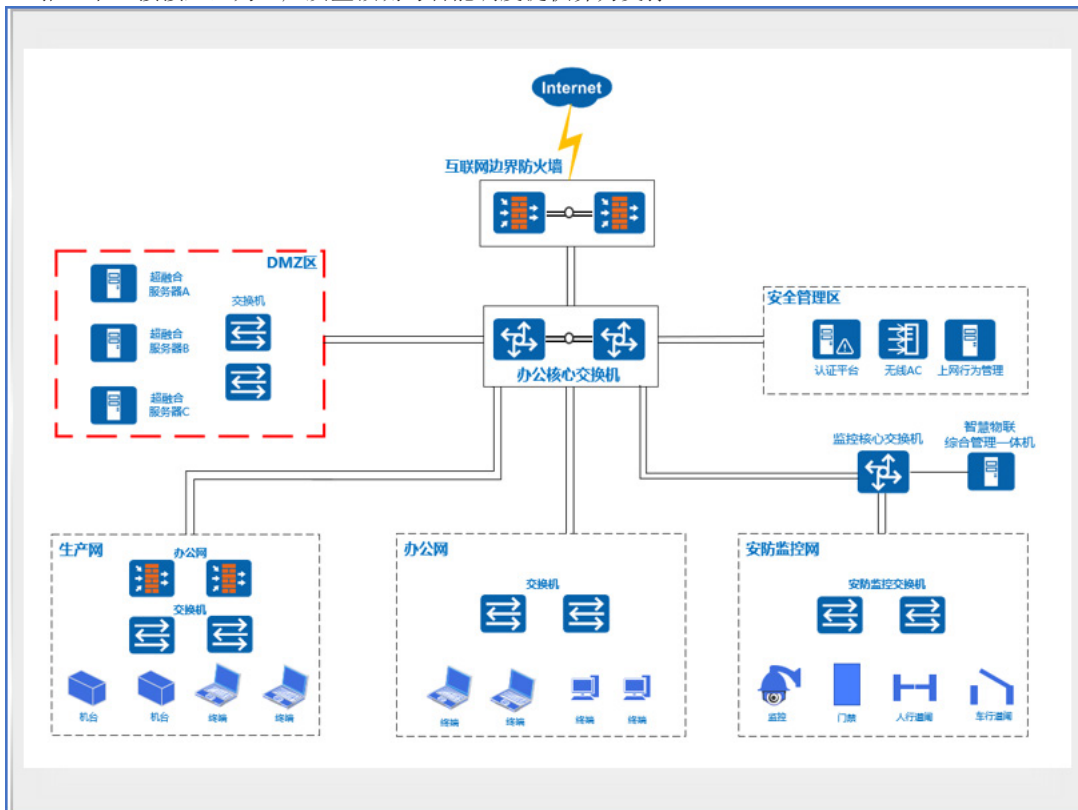 Internet
互联网边界防火墙
DMZ区
超融合
服务器A
交换机
超融合
服务器B
超融合
服务器C
办公核心交换机
安全管理区
认证平台
无线AC
上网行为管理
监控核心交换机
智慧物联
综合管理一体机
生产网
办公网
交换机
机台
机台
终端
终端
办公网
交换机
终端
终端
终端
终端
安防监控网
安防监控交换机
监控
门禁
人行道闸
车行道闸